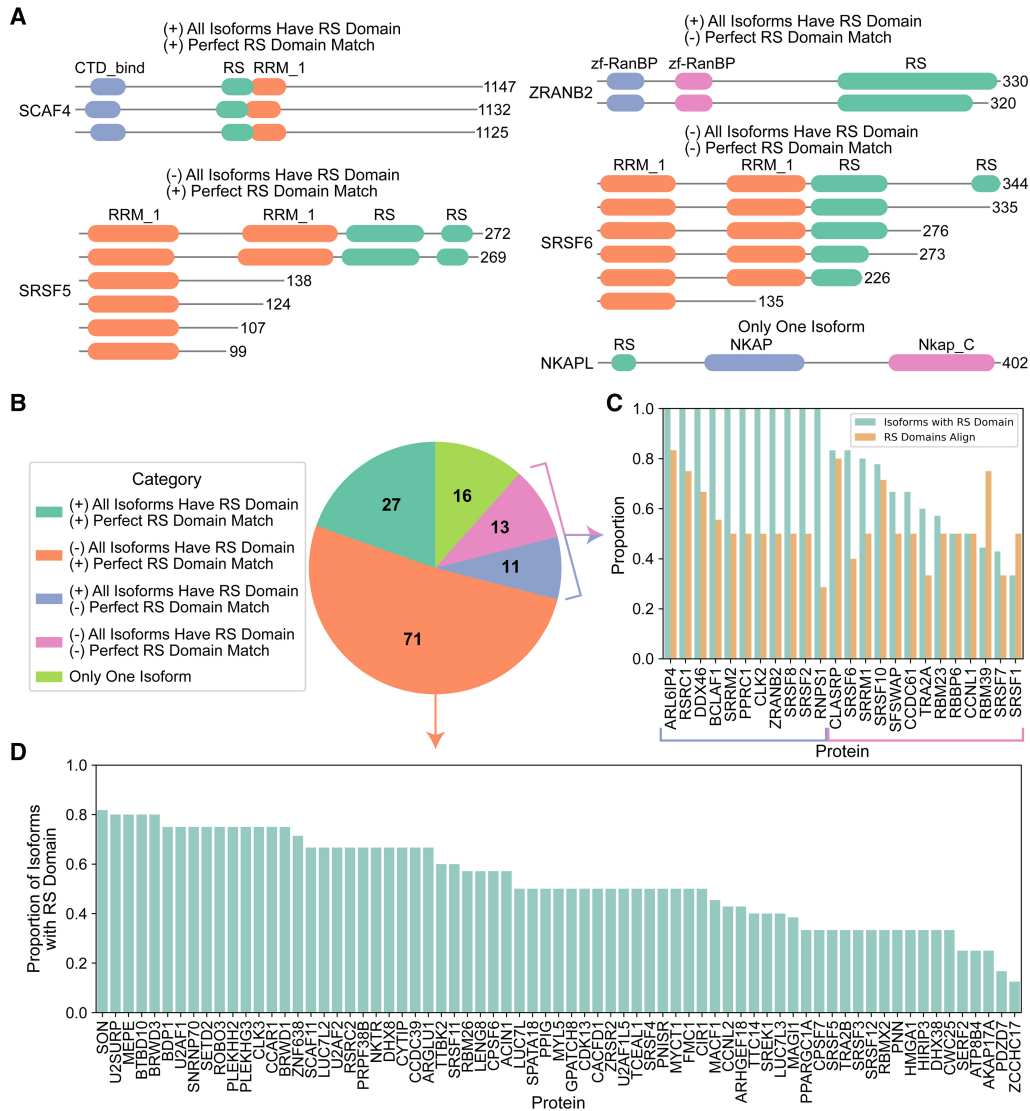 A
(+) All Isoforms Have RS Domain
(+) Perfect RS Domain Match
CTD_bind RS RRM_1
SCAF4
1147
1132
1125
(-) All Isoforms Have RS Domain
(+) Perfect RS Domain Match
RRM_1 RRM_1 RS RS
SRSF5
272
269
138
124
107
99
(+) All Isoforms Have RS Domain
(-) Perfect RS Domain Match
zf-RanBP zf-RanBP RS
ZRANB2
330
320
(-) All Isoforms Have RS Domain
(-) Perfect RS Domain Match
RRM_1 RRM_1 RS RS
SRSF6
344
335
276
273
226
135
Only One Isoform
RS NKAP Nkap_C
NKAPL 402
B
Category
(+) All Isoforms Have RS Domain
(+) Perfect RS Domain Match
(-) All Isoforms Have RS Domain
(+) Perfect RS Domain Match
(+) All Isoforms Have RS Domain
(-) Perfect RS Domain Match
(-) All Isoforms Have RS Domain
(-) Perfect RS Domain Match
Only One Isoform
27
16
13
11
71
C
Proportion
1.0
0.8
0.6
0.4
0.2
0.0
Isoforms with RS Domain
RS Domains Align
ARL6IP4
RSRC1
DDX46
BCLAF1
SRRM2
PPRC1
CLK2
ZRANB2
SRSF8
SRSF2
RNPS1
CLASRP
SRSF6
SRRM1
SRSF10
SFSWAP
CCDC61
TRA2A
RBM23
RBBP6
CCNL1
RBM39
SRSF7
SRSF1
Protein
D
Proportion of Isoforms
with RS Domain
1.0
0.8
0.6
0.4
0.2
0.0
SON
U2SURP
MEPE
BTBD10
BRWD3
BDP1
U2AF1
SNRNP70
SETD2
ROBO3
PLEKHH2
PLEKHG3
CLK3
CCAR1
BRWD1
ZNF638
SCAF11
LUC7L2
U2AF2
RSRC2
PRPF38B
NKTR
DHX8
CYTIP
CCDC39
ARGLU1
TTBK2
SRSF11
RBM26
LENG8
CPSF6
ACIN1
LUC7L
SPATA18
PPIG
MYL5
GPATCH8
CDK13
CACFD1
ZRSR2
U2AF1L5
TCEAL1
SRSF4
PNISR
MYCT1
FMC1
CIR1
MACF1
CCNL2
ARHGEF18
TTC14
SREK1
LUC7L3
MAGI1
PPARGC1A
CPSF7
SRSF5
TRA2B
SRSF3
SRSF12
RBMX2
PNN
HMGA1
HIRIP3
DHX38
CWC25
SERF2
ATP8B4
AKAP17A
PDZD7
ZCCHC17
Protein